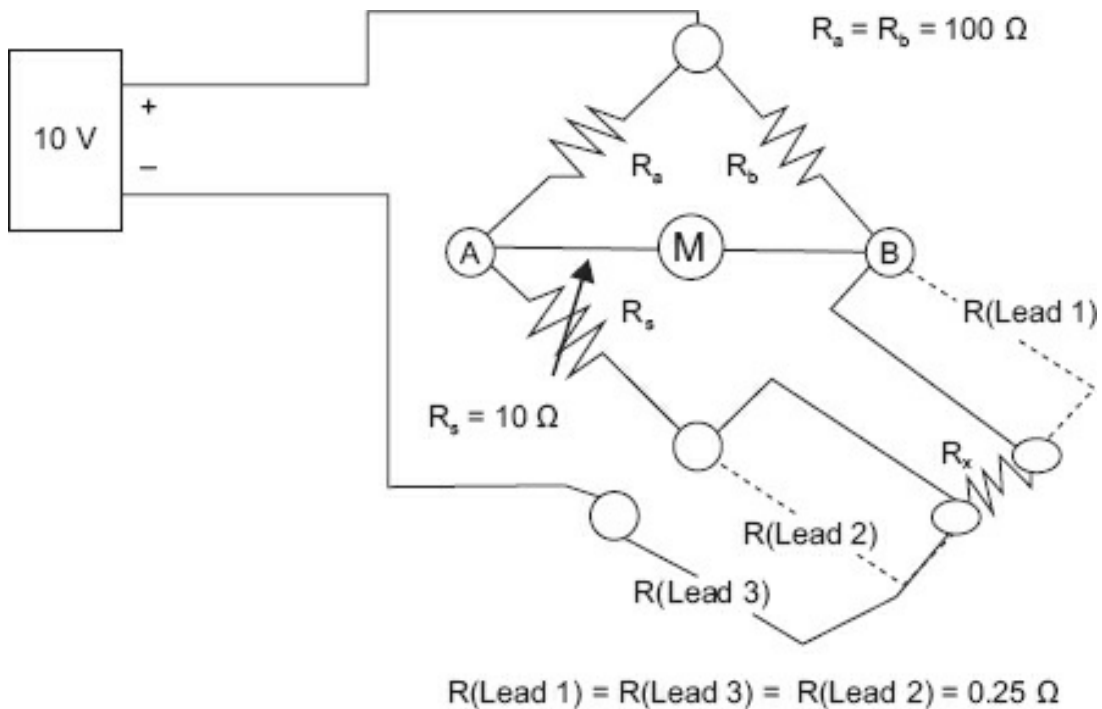 Rₐ = R_b = 100 Ω
10 V
+
–
Rₐ
R_b
A
M
B
Rₛ
R(Lead 1)
Rₛ = 10 Ω
Rₓ
R(Lead 2)
R(Lead 3)
R(Lead 1) = R(Lead 3) = R(Lead 2) = 0.25 Ω